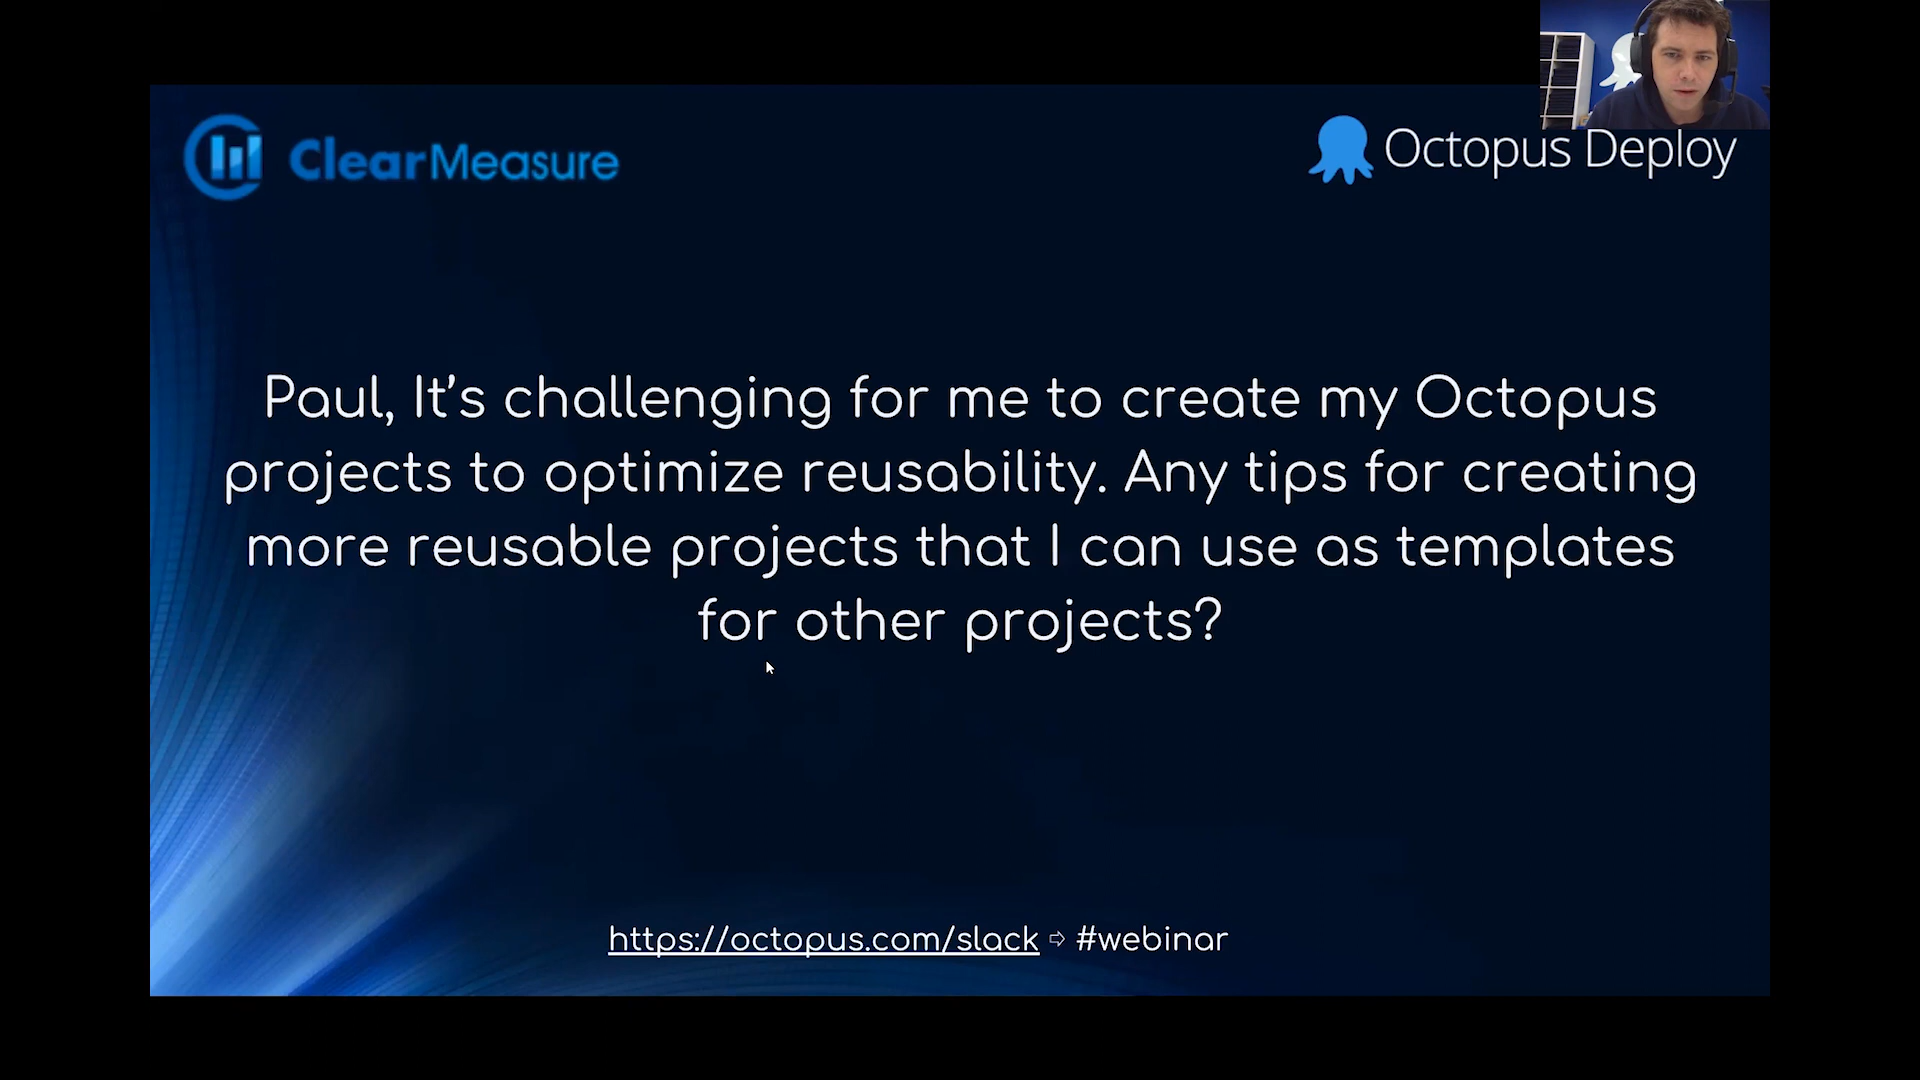 ClearMeasure
Octopus Deploy
Paul, It’s challenging for me to create my Octopus
projects to optimize reusability. Any tips for creating
more reusable projects that I can use as templates
for other projects?
https://octopus.com/slack ⇨ #webinar